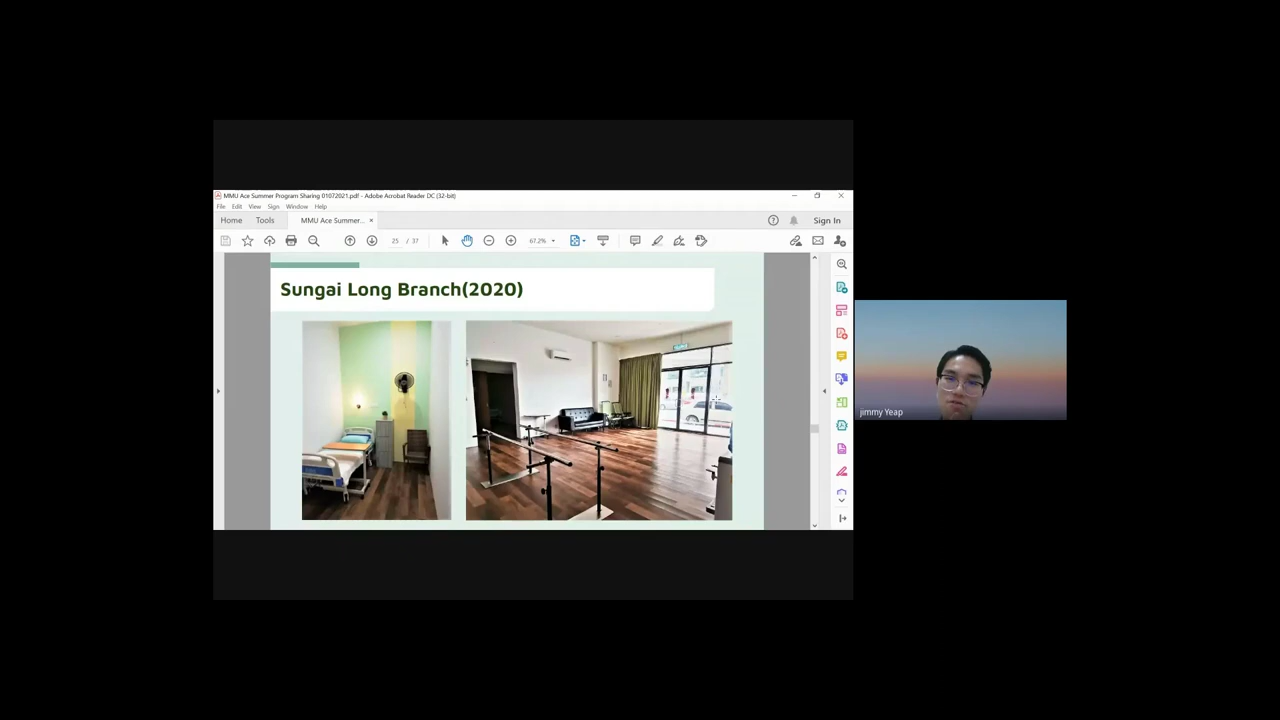 MMU Ace Summer Program Sharing 01072021.pdf - Adobe Acrobat Reader DC (32-bit)
File Edit View Sign Window Help
Home Tools MMU Ace Summer... × Sign In
25 / 37 67.2%
Sungai Long Branch(2020)
jimmy Yeap